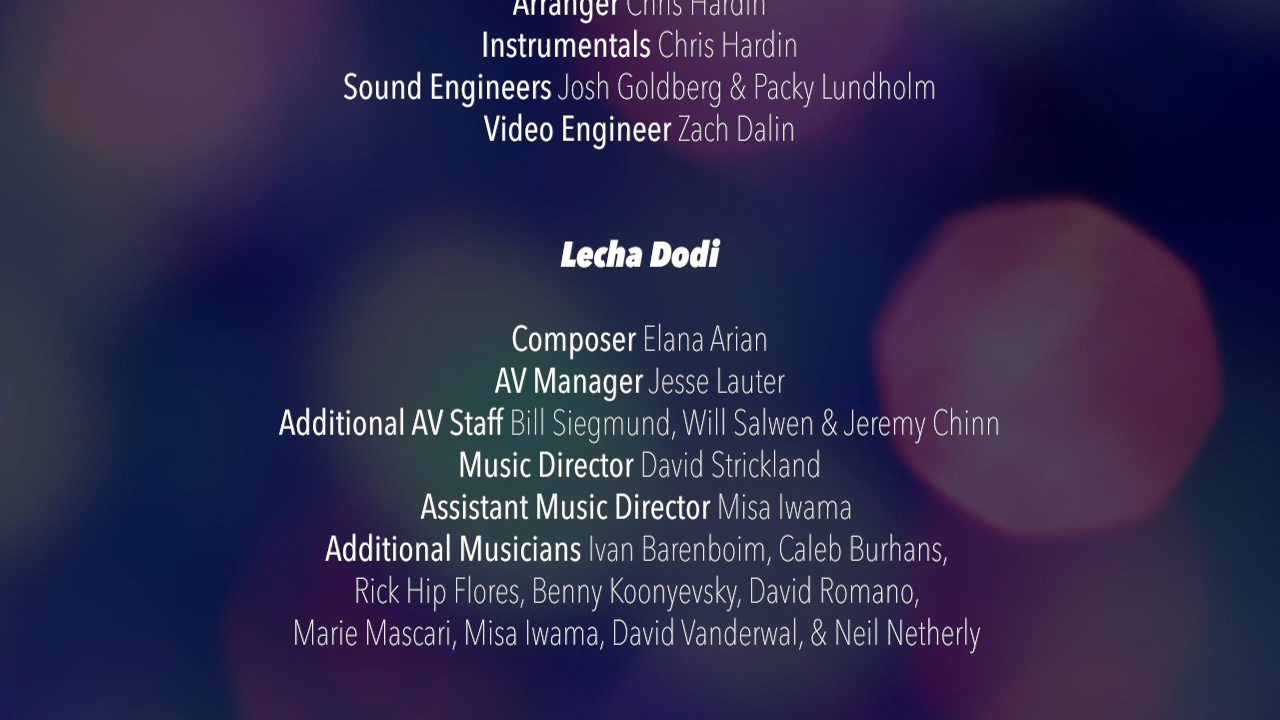 Arranger Chris Hardin
Instrumentals Chris Hardin
Sound Engineers Josh Goldberg & Packy Lundholm
Video Engineer Zach Dalin
Lecha Dodi
Composer Elana Arian
AV Manager Jesse Lauter
Additional AV Staff Bill Siegmund, Will Salwen & Jeremy Chinn
Music Director David Strickland
Assistant Music Director Misa Iwama
Additional Musicians Ivan Barenboim, Caleb Burhans,
Rick Hip Flores, Benny Koonyevsky, David Romano,
Marie Mascari, Misa Iwama, David Vanderwal, & Neil Netherly